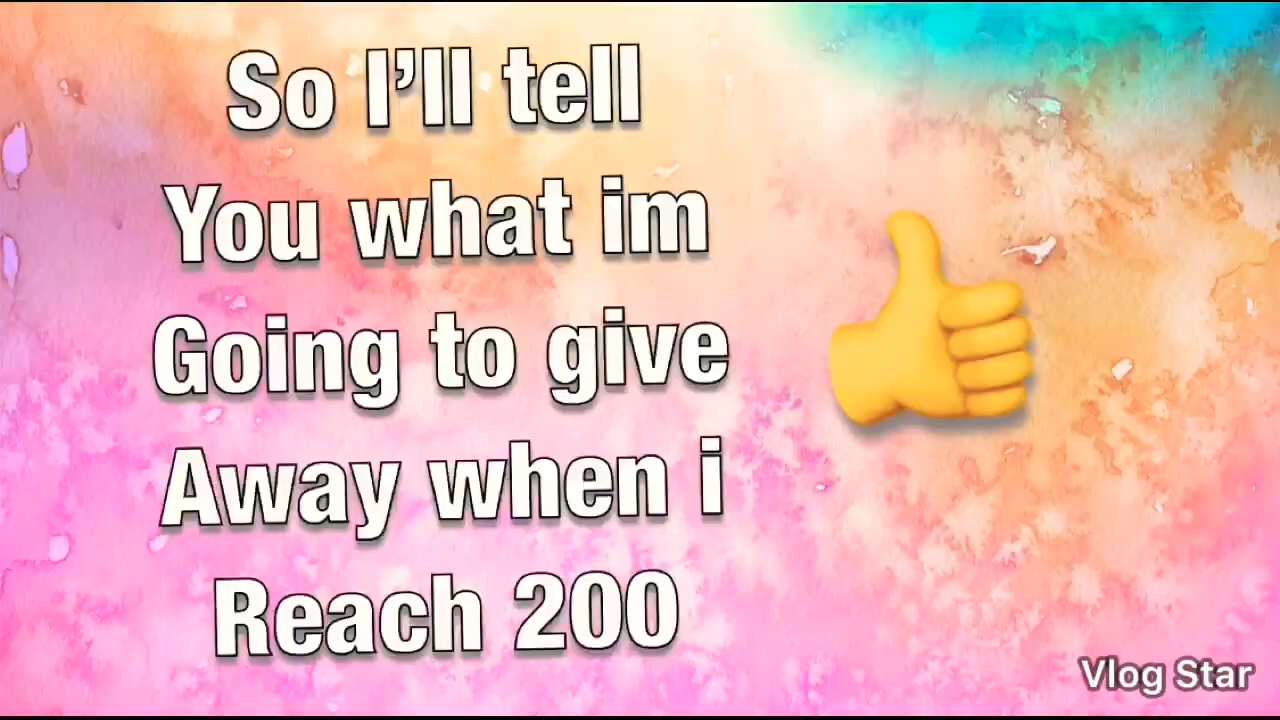 So I’ll tell
You what im
Going to give
Away when i
Reach 200
Vlog Star